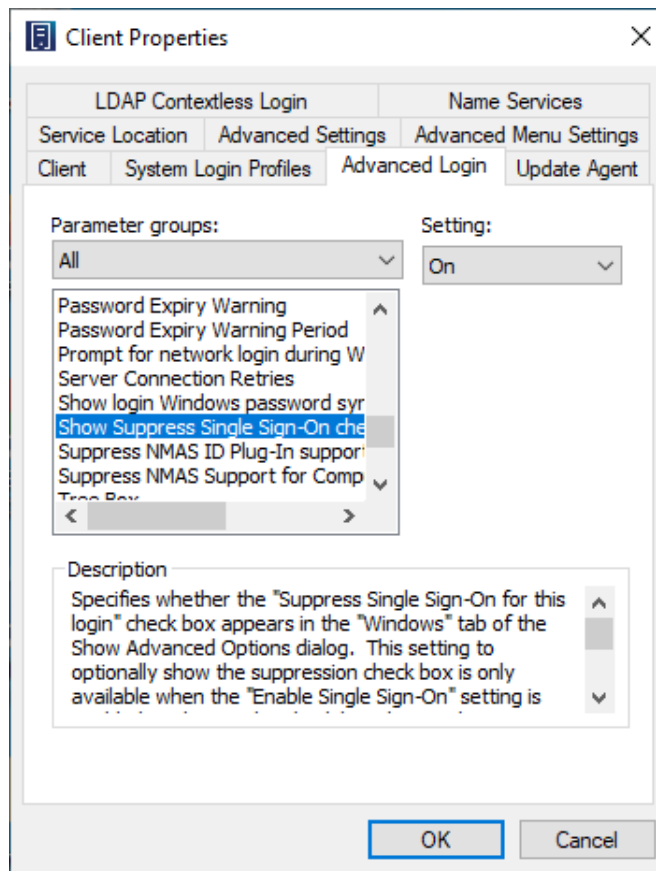 Client Properties
LDAP Contextless Login
Name Services
Service Location
Advanced Settings
Advanced Menu Settings
Client
System Login Profiles
Advanced Login
Update Agent
Parameter groups:
Setting:
All
On
Password Expiry Warning
Password Expiry Warning Period
Prompt for network login during W
Server Connection Retries
Show login Windows password syr
Show Suppress Single Sign-On che
Suppress NMAS ID Plug-In support
Suppress NMAS Support for Comp
Tree Box
Description
Specifies whether the "Suppress Single Sign-On for this
login" check box appears in the "Windows" tab of the
Show Advanced Options dialog.  This setting to
optionally show the suppression check box is only
available when the "Enable Single Sign-On" setting is
OK
Cancel